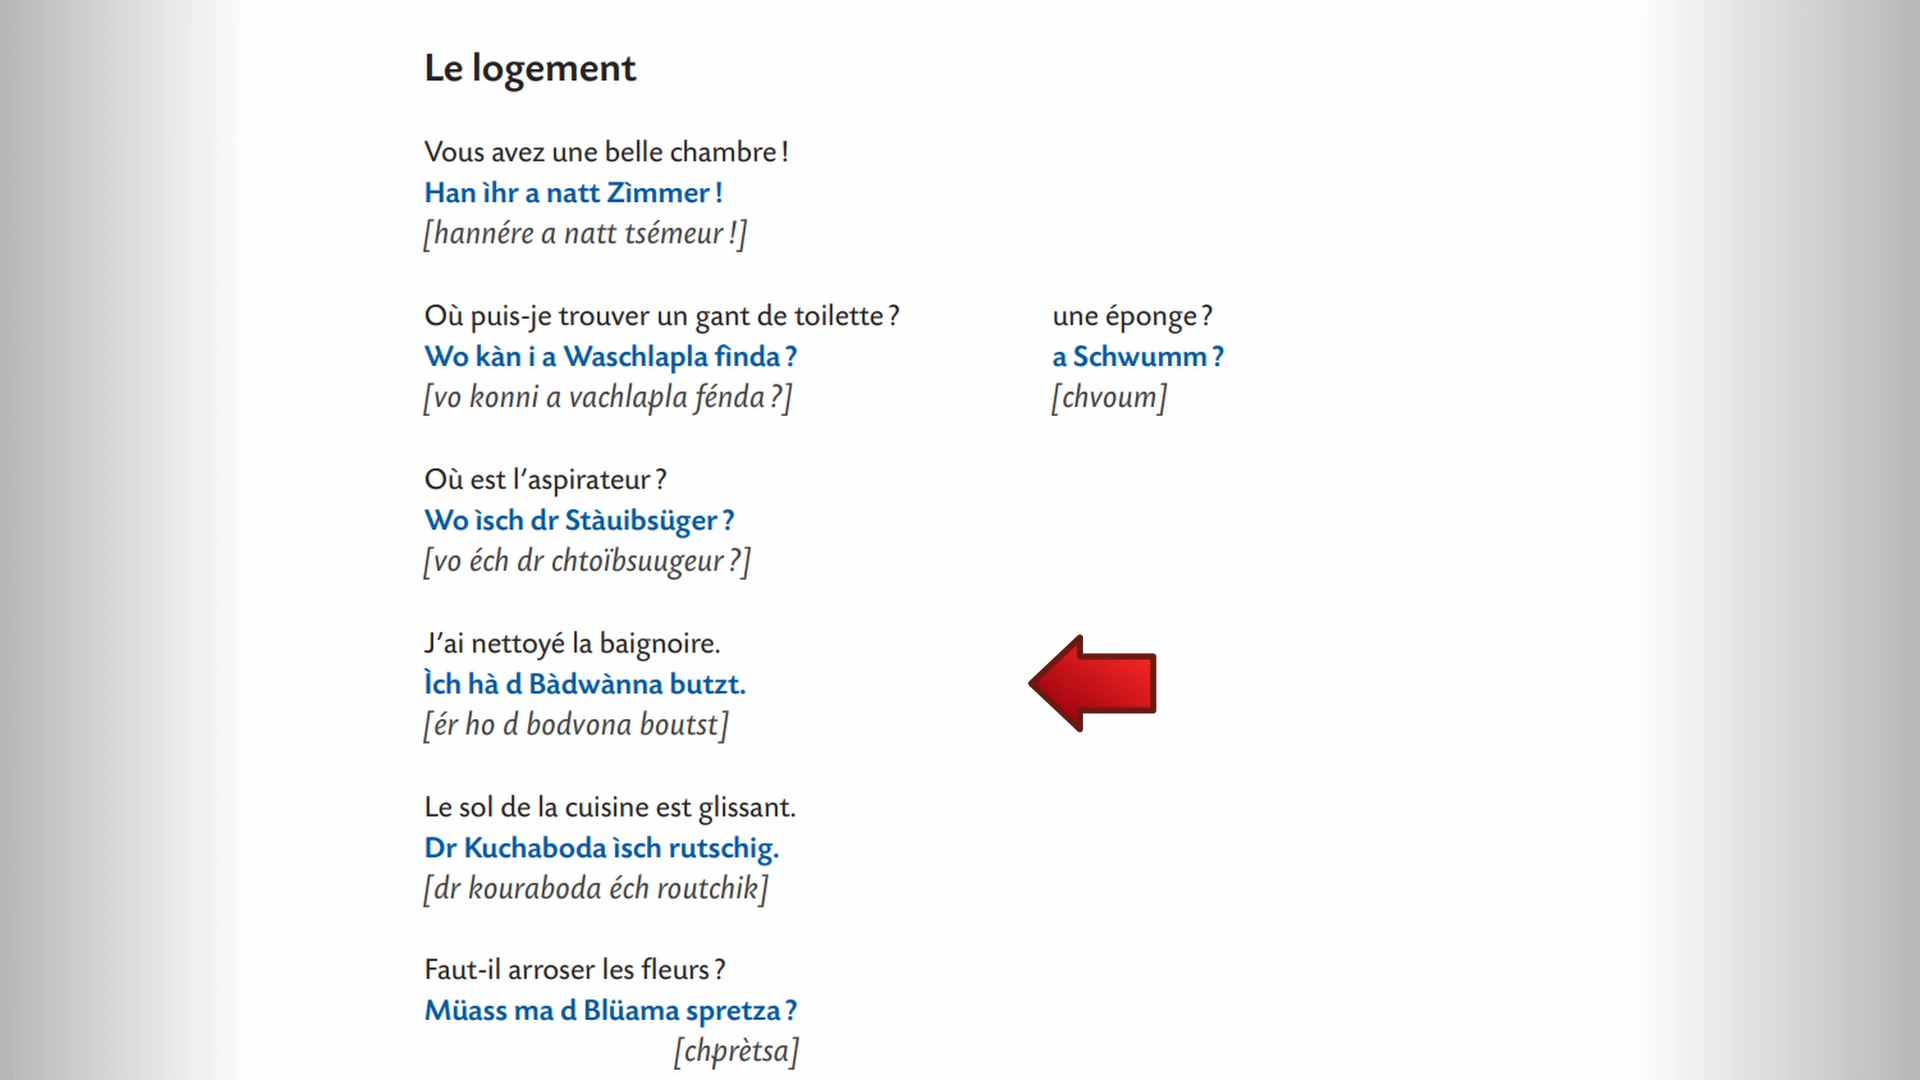 Le logement
Vous avez une belle chambre !
Han ìhr a natt Zìmmer !
[hannére a natt tsémeur !]
Où puis-je trouver un gant de toilette ?
Wo kàn i a Waschlapla fìnda ?
[vo konni a vachlapla fénda ?]
une éponge ?
a Schwumm ?
[chvoum]
Où est l’aspirateur ?
Wo ìsch dr Stàuibsüger ?
[vo éch dr chtoïbsuugeur ?]
J’ai nettoyé la baignoire.
Ìch hà d Bàdwànna butzt.
[ér ho d bodvona boutst]
Le sol de la cuisine est glissant.
Dr Kuchaboda ìsch rutschig.
[dr kouraboda éch routchik]
Faut-il arroser les fleurs ?
Müass ma d Blüama spretza ?
[chprètsa]